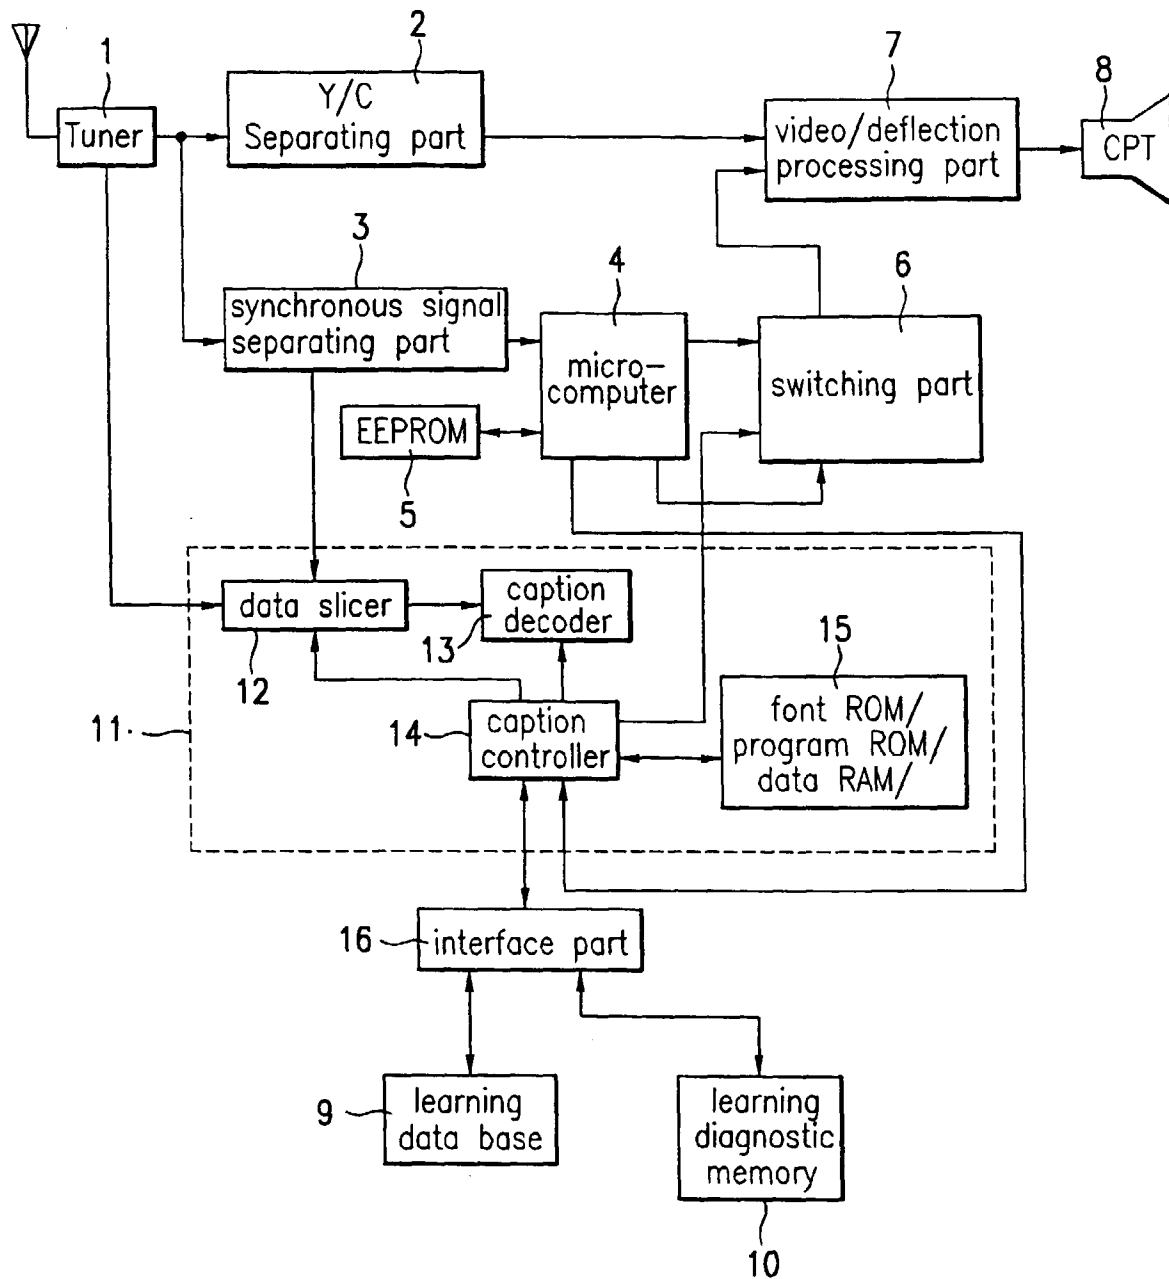 1
Tuner
2
Y/C
Separating part
7
video/deflection
processing part
8
CPT
3
synchronous signal
separating part
4
micro-
computer
6
switching part
EEPROM
5
data slicer
12
caption
decoder
13
11.
14
caption
controller
15
font ROM/
program ROM/
data RAM/
16
interface part
9
learning
data base
learning
diagnostic
memory
10